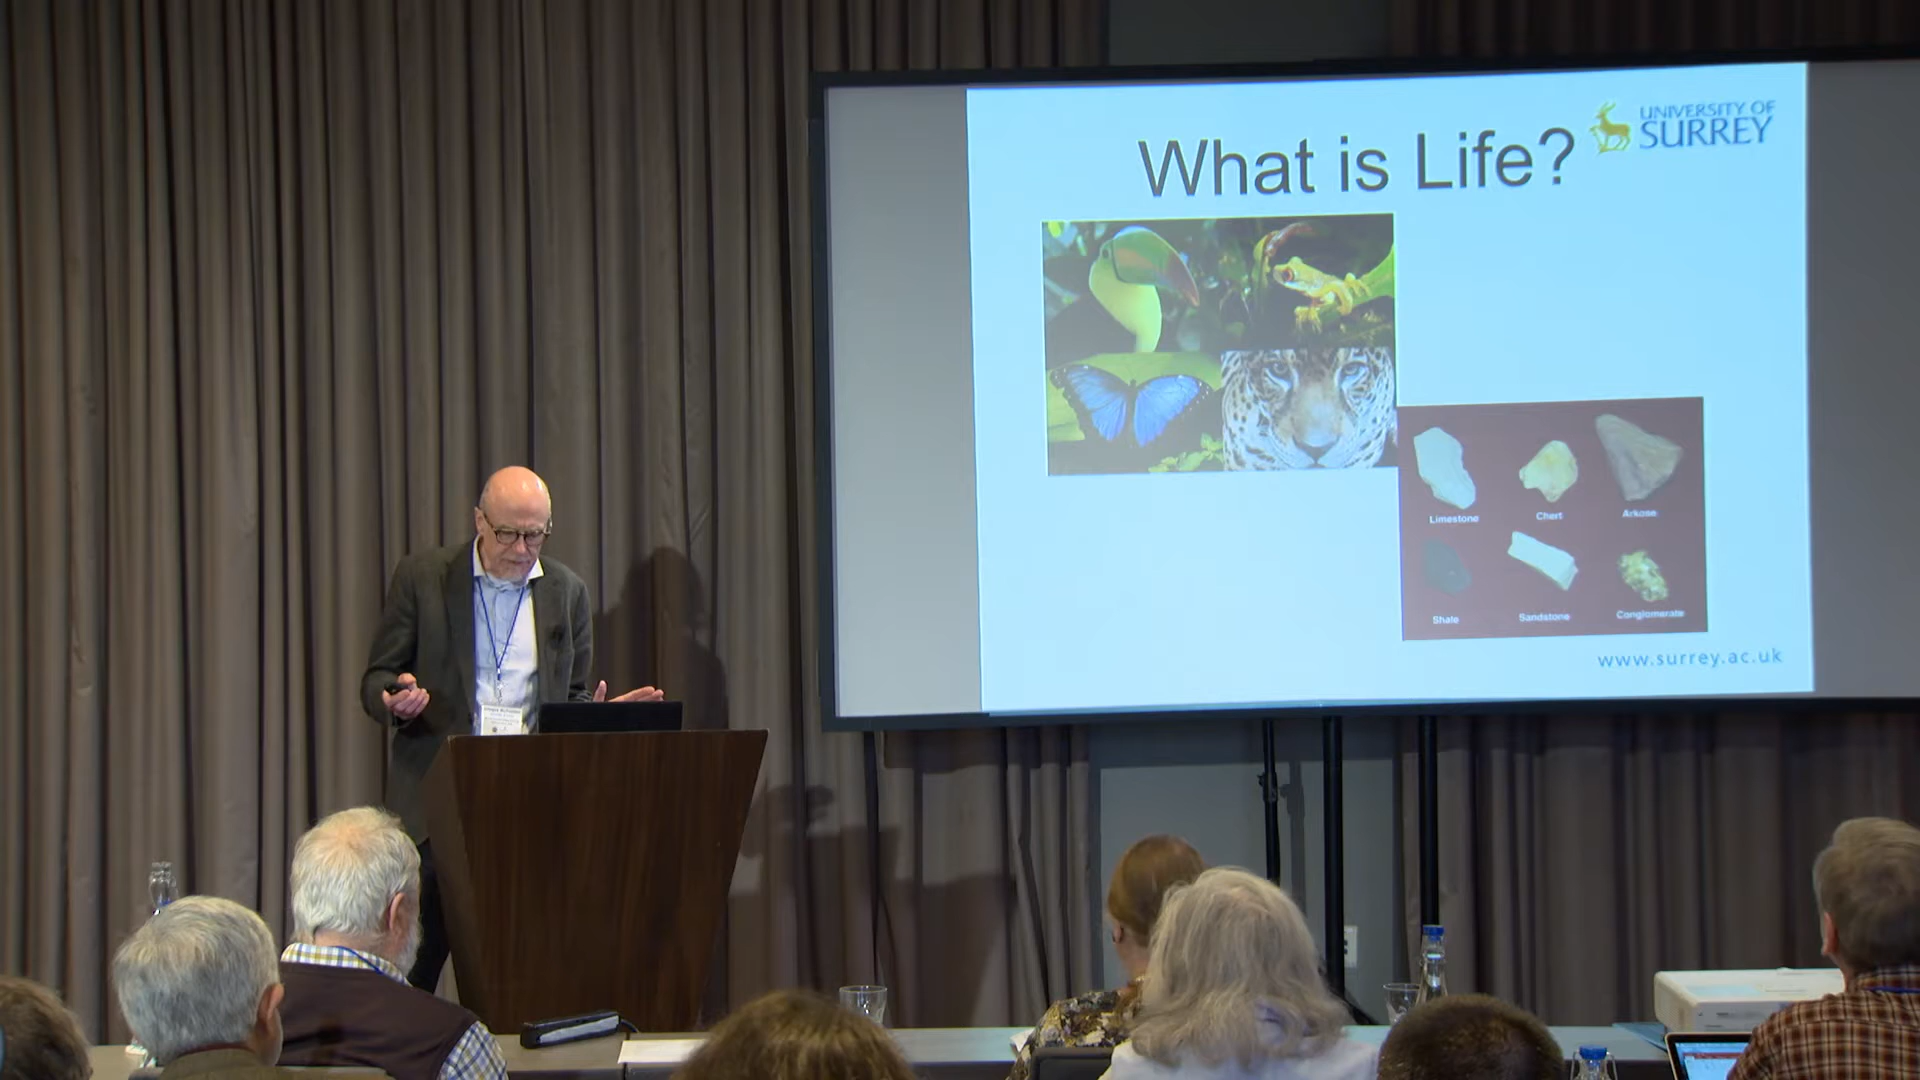 What is Life?
UNIVERSITY OF
SURREY
Limestone
Chert
Arkose
Shale
Sandstone
Conglomerate
www.surrey.ac.uk